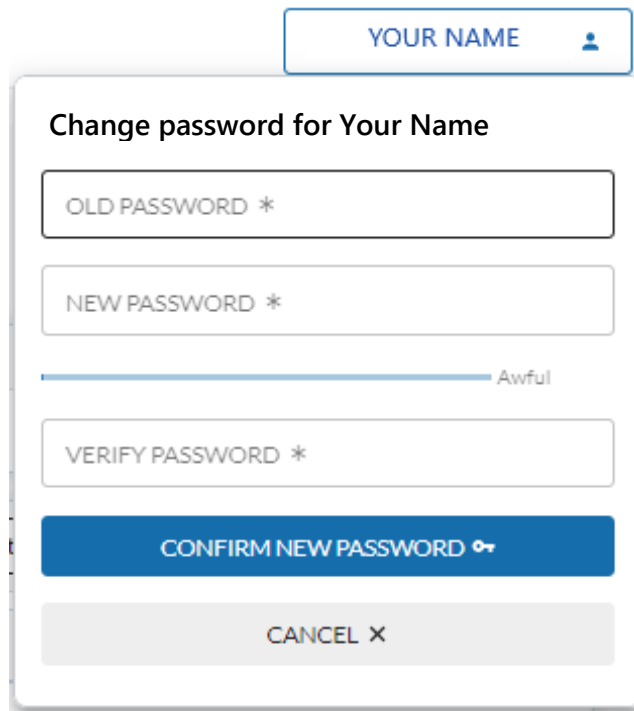 YOUR NAME
Change password for Your Name
OLD PASSWORD *
NEW PASSWORD *
Awful
VERIFY PASSWORD *
CONFIRM NEW PASSWORD
CANCEL ✕